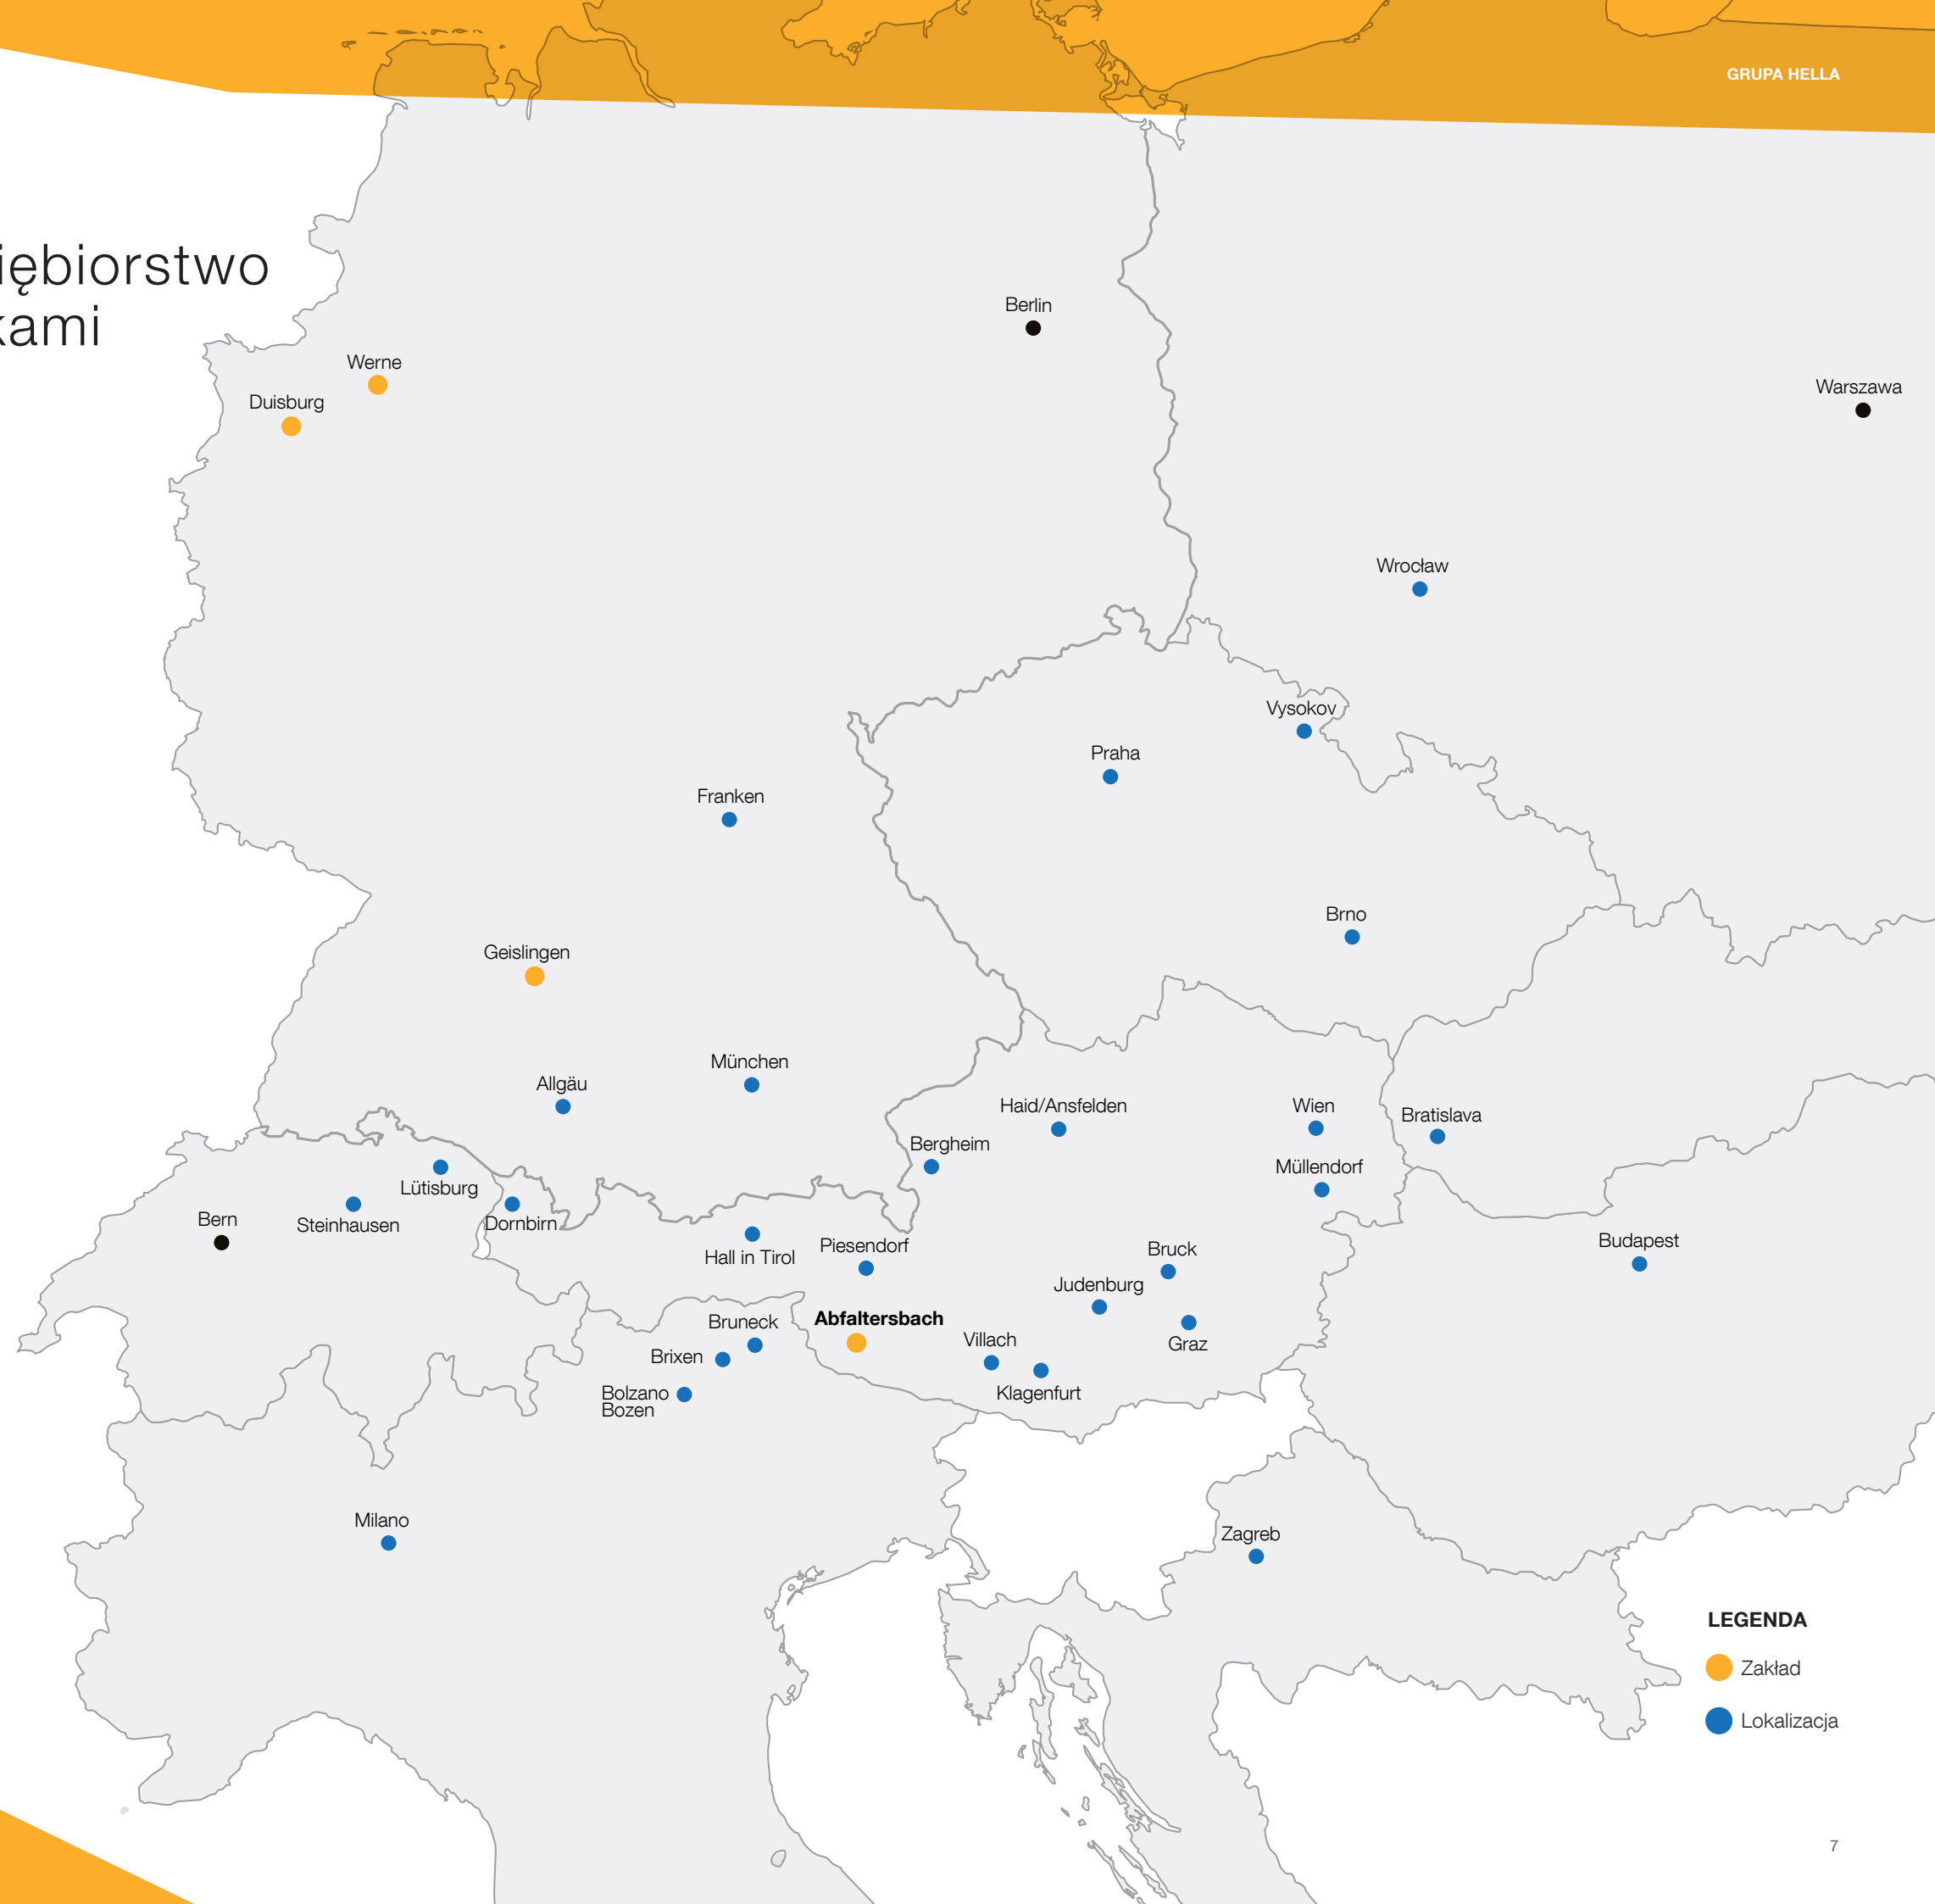 GRUPA HELLA
iębiorstwo
kami
Berlin
Werne
Warszawa
Duisburg
Wrocław
Vysokov
Praha
Franken
Brno
Geislingen
München
Allgäu
Haid/Ansfelden
Wien
Bratislava
Bergheim
Müllendorf
Lütisburg
Bern
Steinhausen
Dornbirn
Hall in Tirol
Piesendorf
Bruck
Budapest
Judenburg
Bruneck
Abfaltersbach
Villach
Graz
Brixen
Bolzano
Bozen
Klagenfurt
Milano
Zagreb
LEGENDA
Zakład
Lokalizacja
7